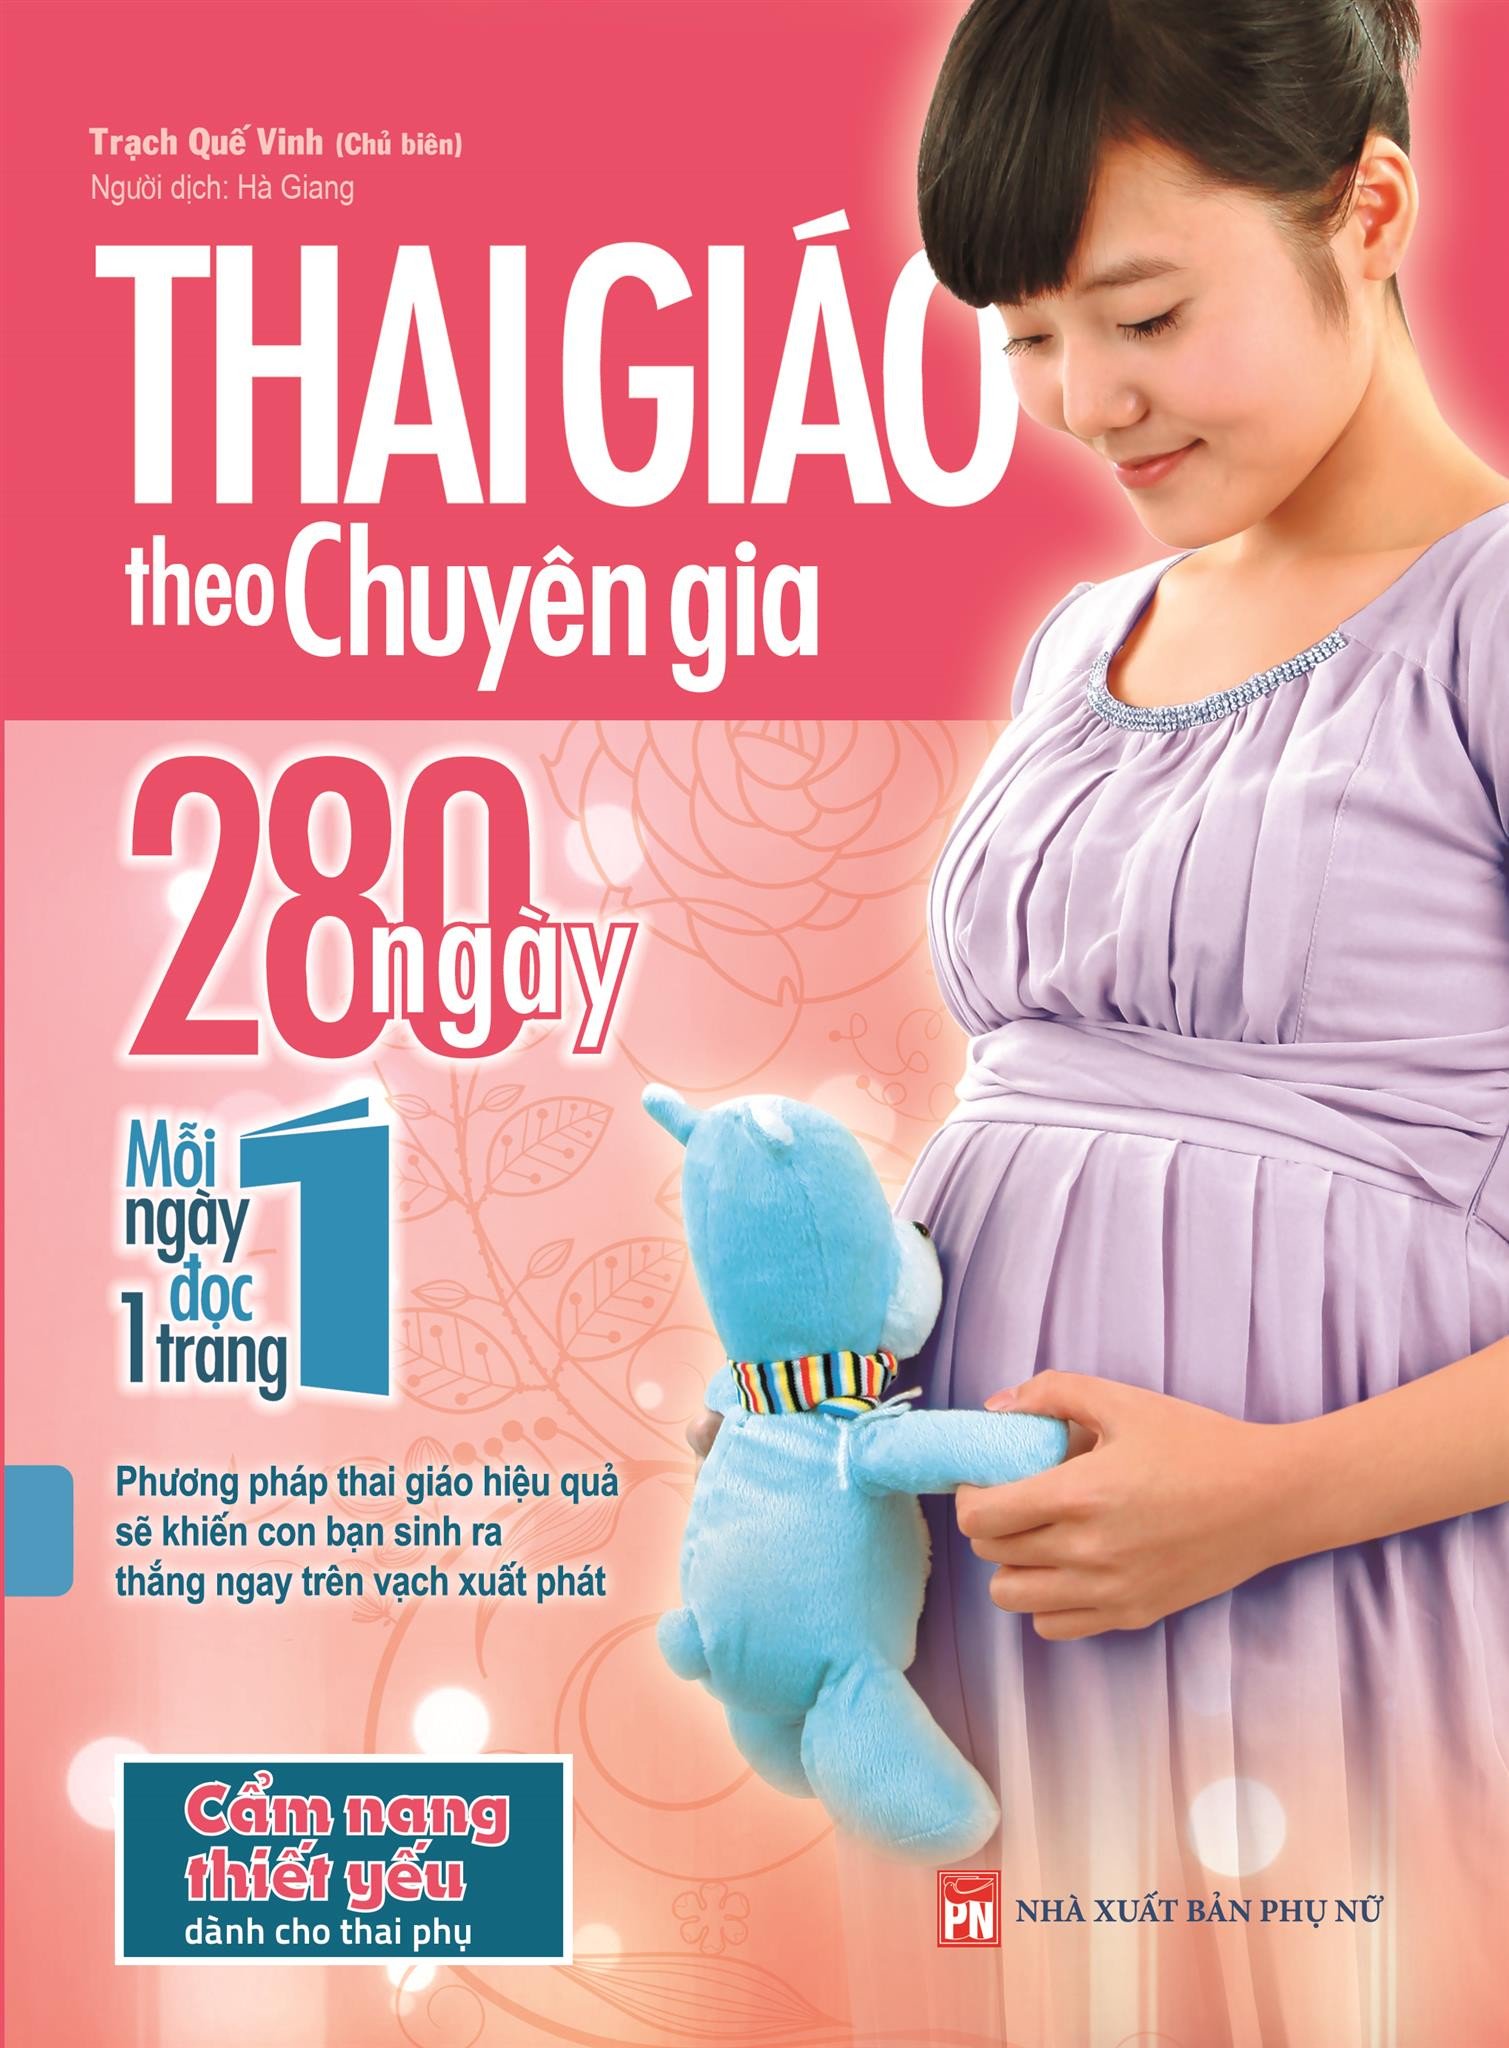 Trạch Quế Vinh (Chủ biên)
Người dịch: Hà Giang
THAI GIÁO
theo Chuyên gia
280 ngày
Mỗi
ngày
đọc
1 trang
1
Phương pháp thai giáo hiệu quả
sẽ khiến con bạn sinh ra
thắng ngay trên vạch xuất phát
Cẩm nang
thiết yếu
dành cho thai phụ
PN
NHÀ XUẤT BẢN PHỤ NỮ